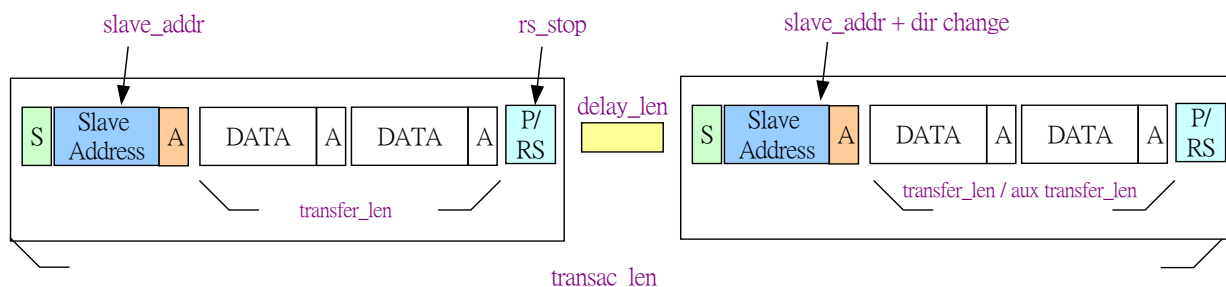 slave_addr
rs_stop
slave_addr + dir change
S
Slave
Address
A
DATA
A
DATA
A
P/
RS
delay_len
S
Slave
Address
A
DATA
A
DATA
A
P/
RS
transfer_len
transfer_len / aux transfer_len
transac_len